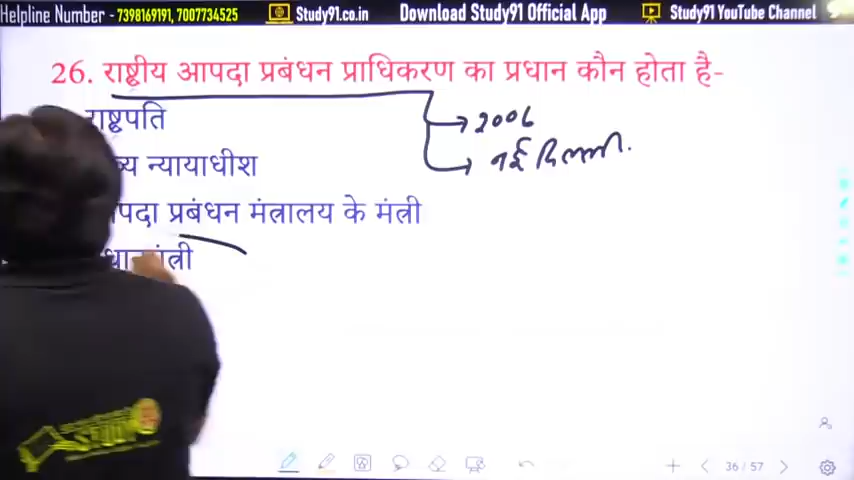 Helpline Number - 7398169191, 7007734525 Study91.co.in Download Study91 Official App Study91 YouTube Channel
26. राष्ट्रीय आपदा प्रबंधन प्राधिकरण का प्रधान कौन होता है-
राष्ट्रपति
2006
नई दिल्ली.
न्यायाधीश
प्रबंधन मंत्रालय के मंत्री
36 / 57